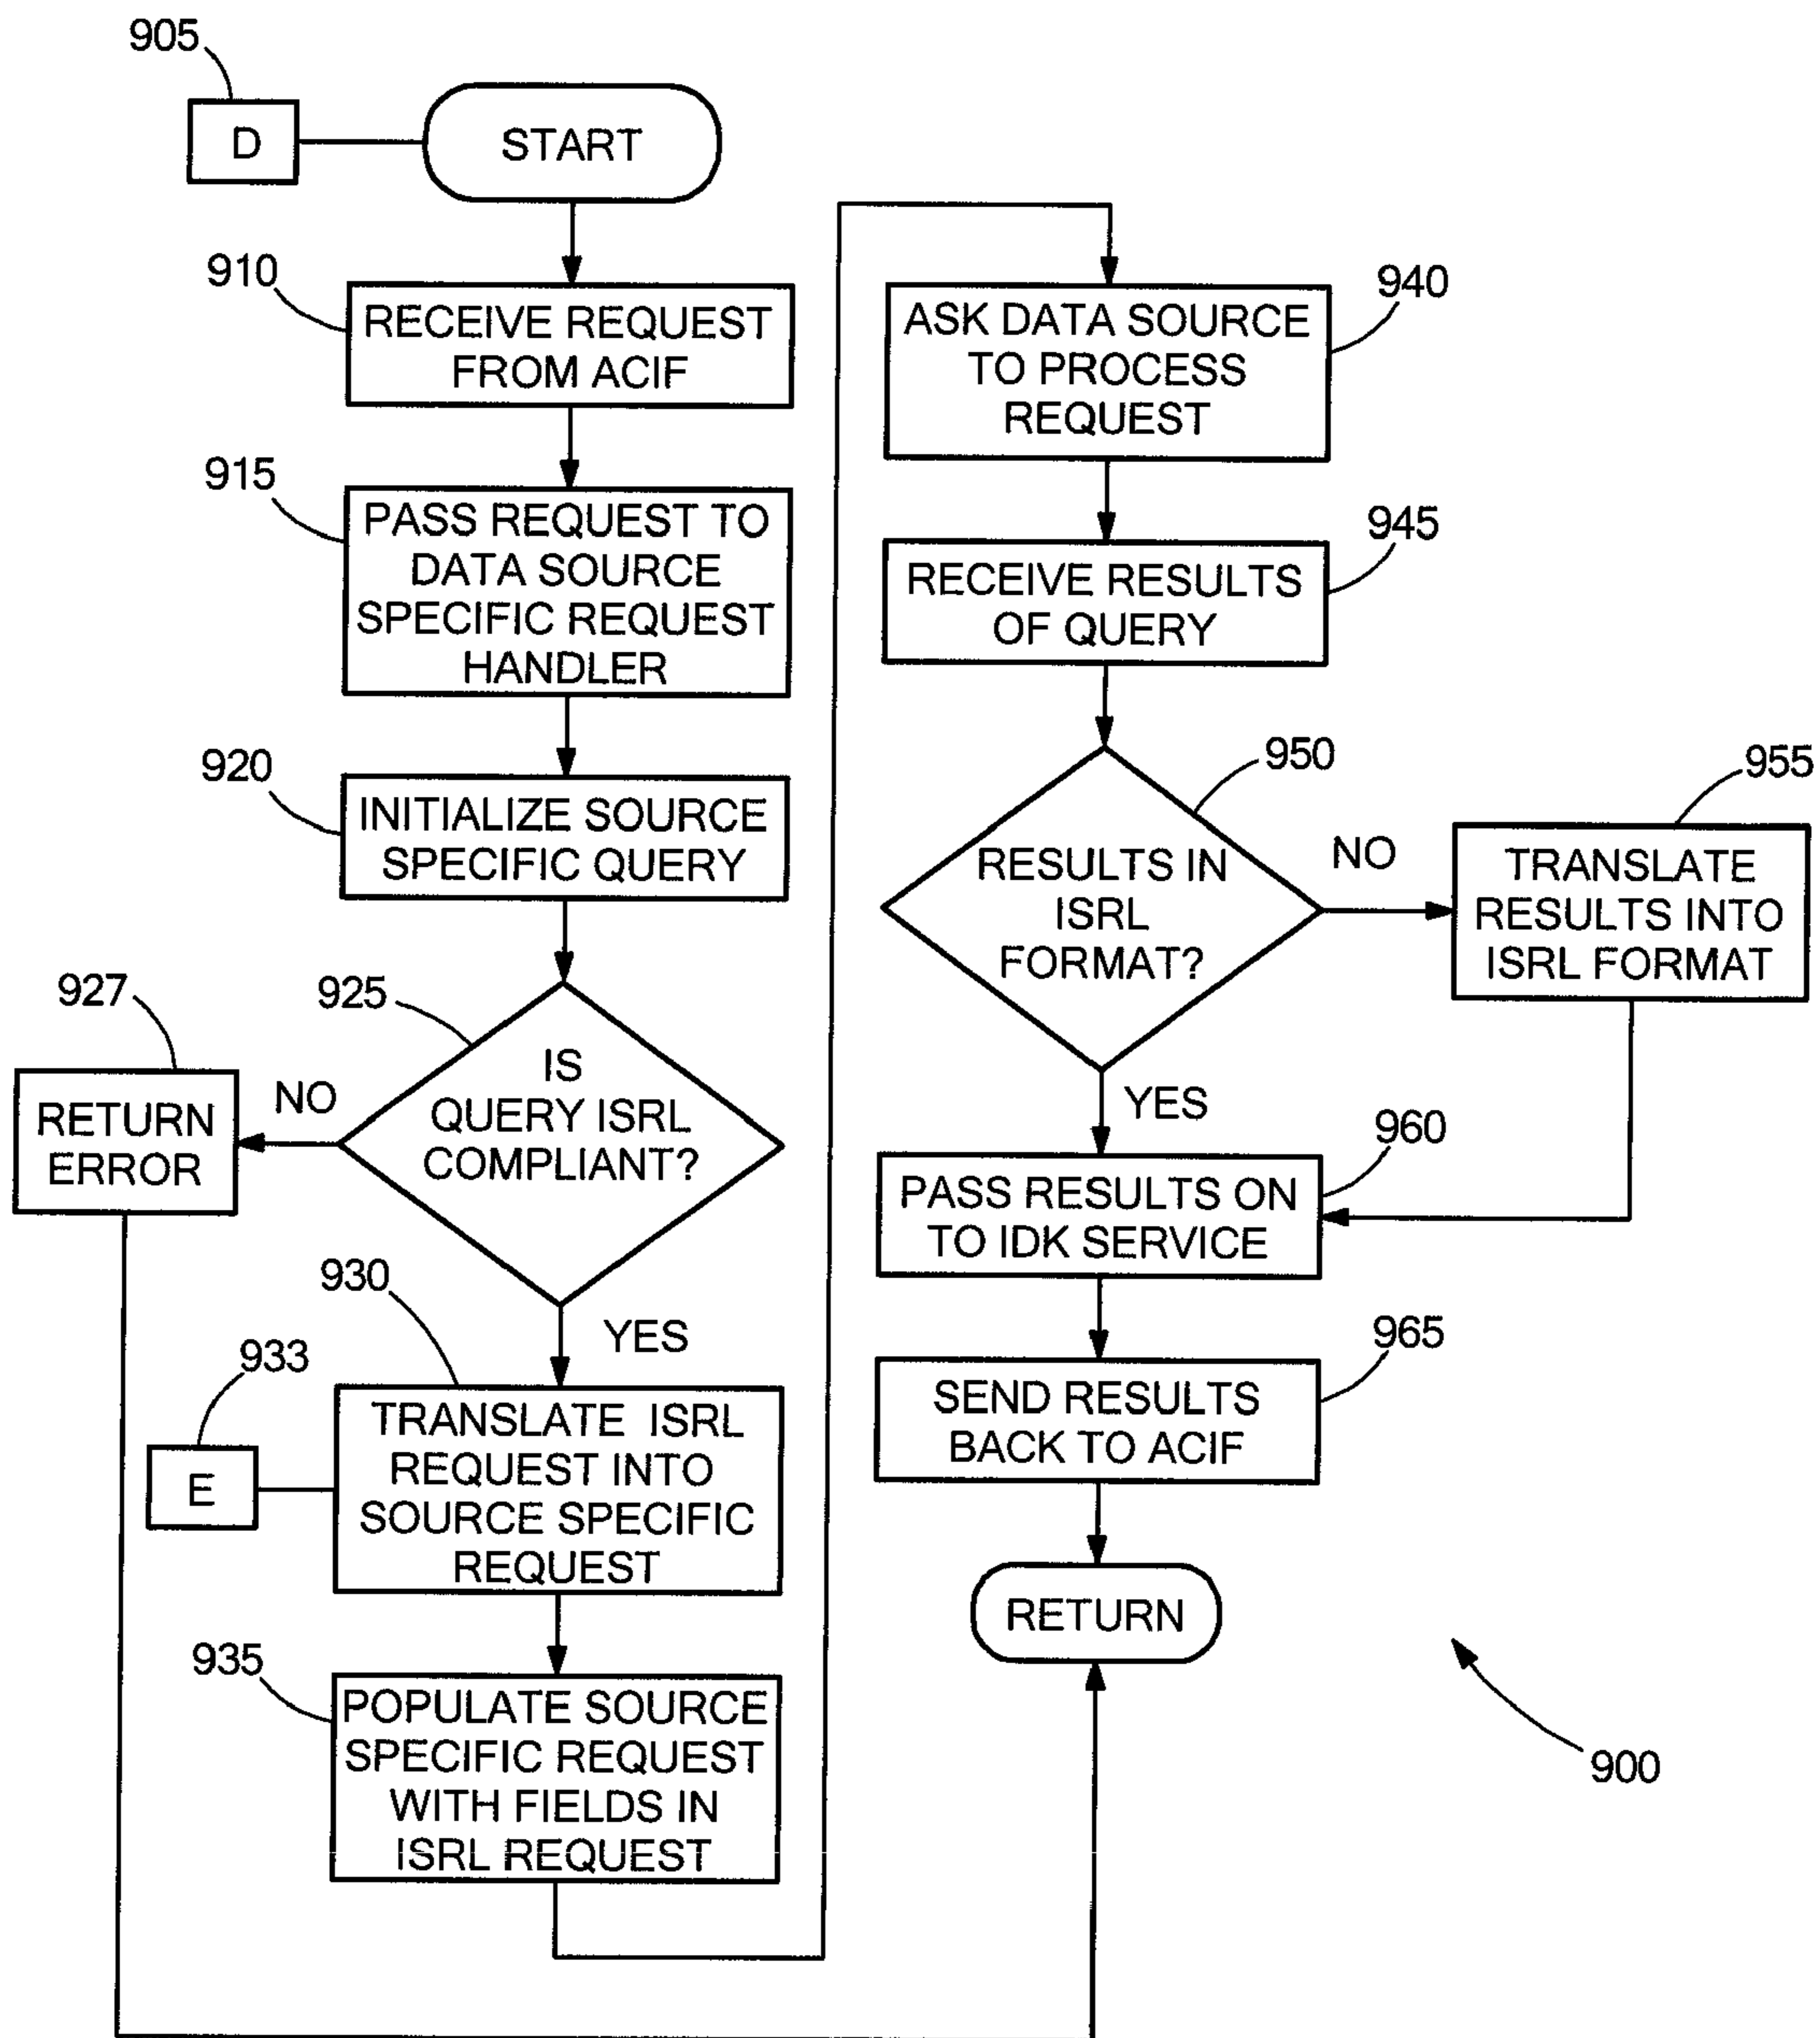 905
D
START
910
RECEIVE REQUEST
FROM ACIF
915
PASS REQUEST TO
DATA SOURCE
SPECIFIC REQUEST
HANDLER
920
INITIALIZE SOURCE
SPECIFIC QUERY
925
IS
QUERY ISRL
COMPLIANT?
NO
927
RETURN
ERROR
YES
930
933
E
TRANSLATE ISRL
REQUEST INTO
SOURCE SPECIFIC
REQUEST
935
POPULATE SOURCE
SPECIFIC REQUEST
WITH FIELDS IN
ISRL REQUEST
940
ASK DATA SOURCE
TO PROCESS
REQUEST
945
RECEIVE RESULTS
OF QUERY
950
RESULTS IN
ISRL
FORMAT?
NO
955
TRANSLATE
RESULTS INTO
ISRL FORMAT
YES
960
PASS RESULTS ON
TO IDK SERVICE
965
SEND RESULTS
BACK TO ACIF
RETURN
900